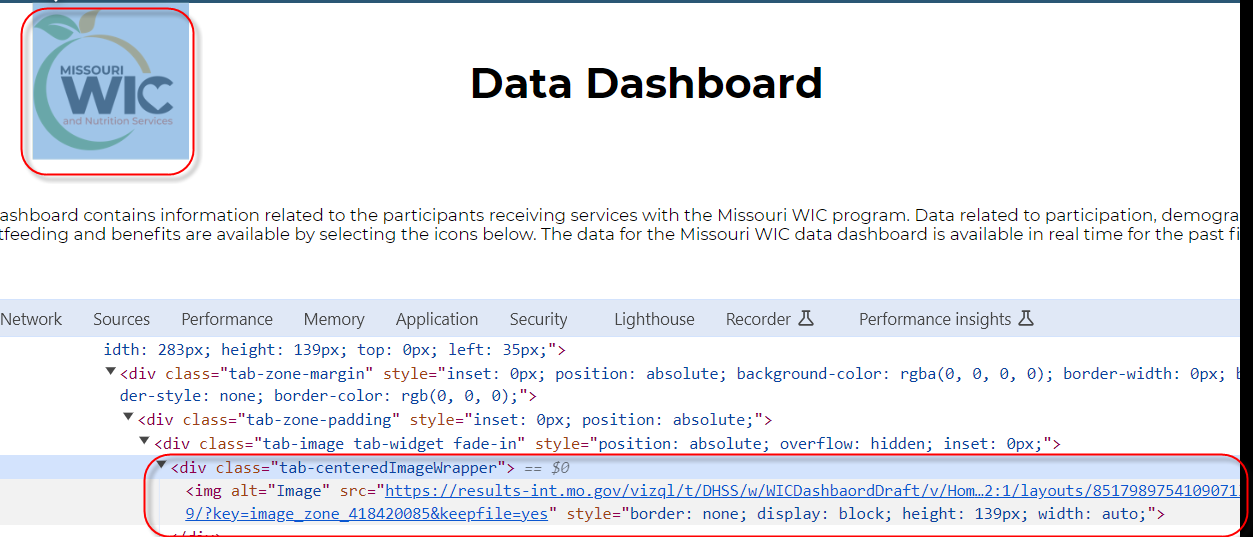 MISSOURI
WIC
and Nutrition Services
Data Dashboard
ashboard contains information related to the participants receiving services with the Missouri WIC program. Data related to participation, demogra
tfeeding and benefits are available by selecting the icons below. The data for the Missouri WIC data dashboard is available in real time for the past fi
Network Sources Performance Memory Application Security Lighthouse Recorder Performance insights
idth: 283px; height: 139px; top: 0px; left: 35px;">
<div class="tab-zone-margin" style="inset: 0px; position: absolute; background-color: rgba(0, 0, 0, 0); border-width: 0px; b
der-style: none; border-color: rgb(0, 0, 0);">
<div class="tab-zone-padding" style="inset: 0px; position: absolute;">
<div class="tab-image tab-widget fade-in" style="position: absolute; overflow: hidden; inset: 0px;">
<div class="tab-centeredImageWrapper"> == $0
<img alt="Image" src="https://results-int.mo.gov/vizql/t/DHSS/w/WICDashbaordDraft/v/Hom…2:1/layouts/8517989754109071
9/?key=image_zone_418420085&keepfile=yes" style="border: none; display: block; height: 139px; width: auto;">